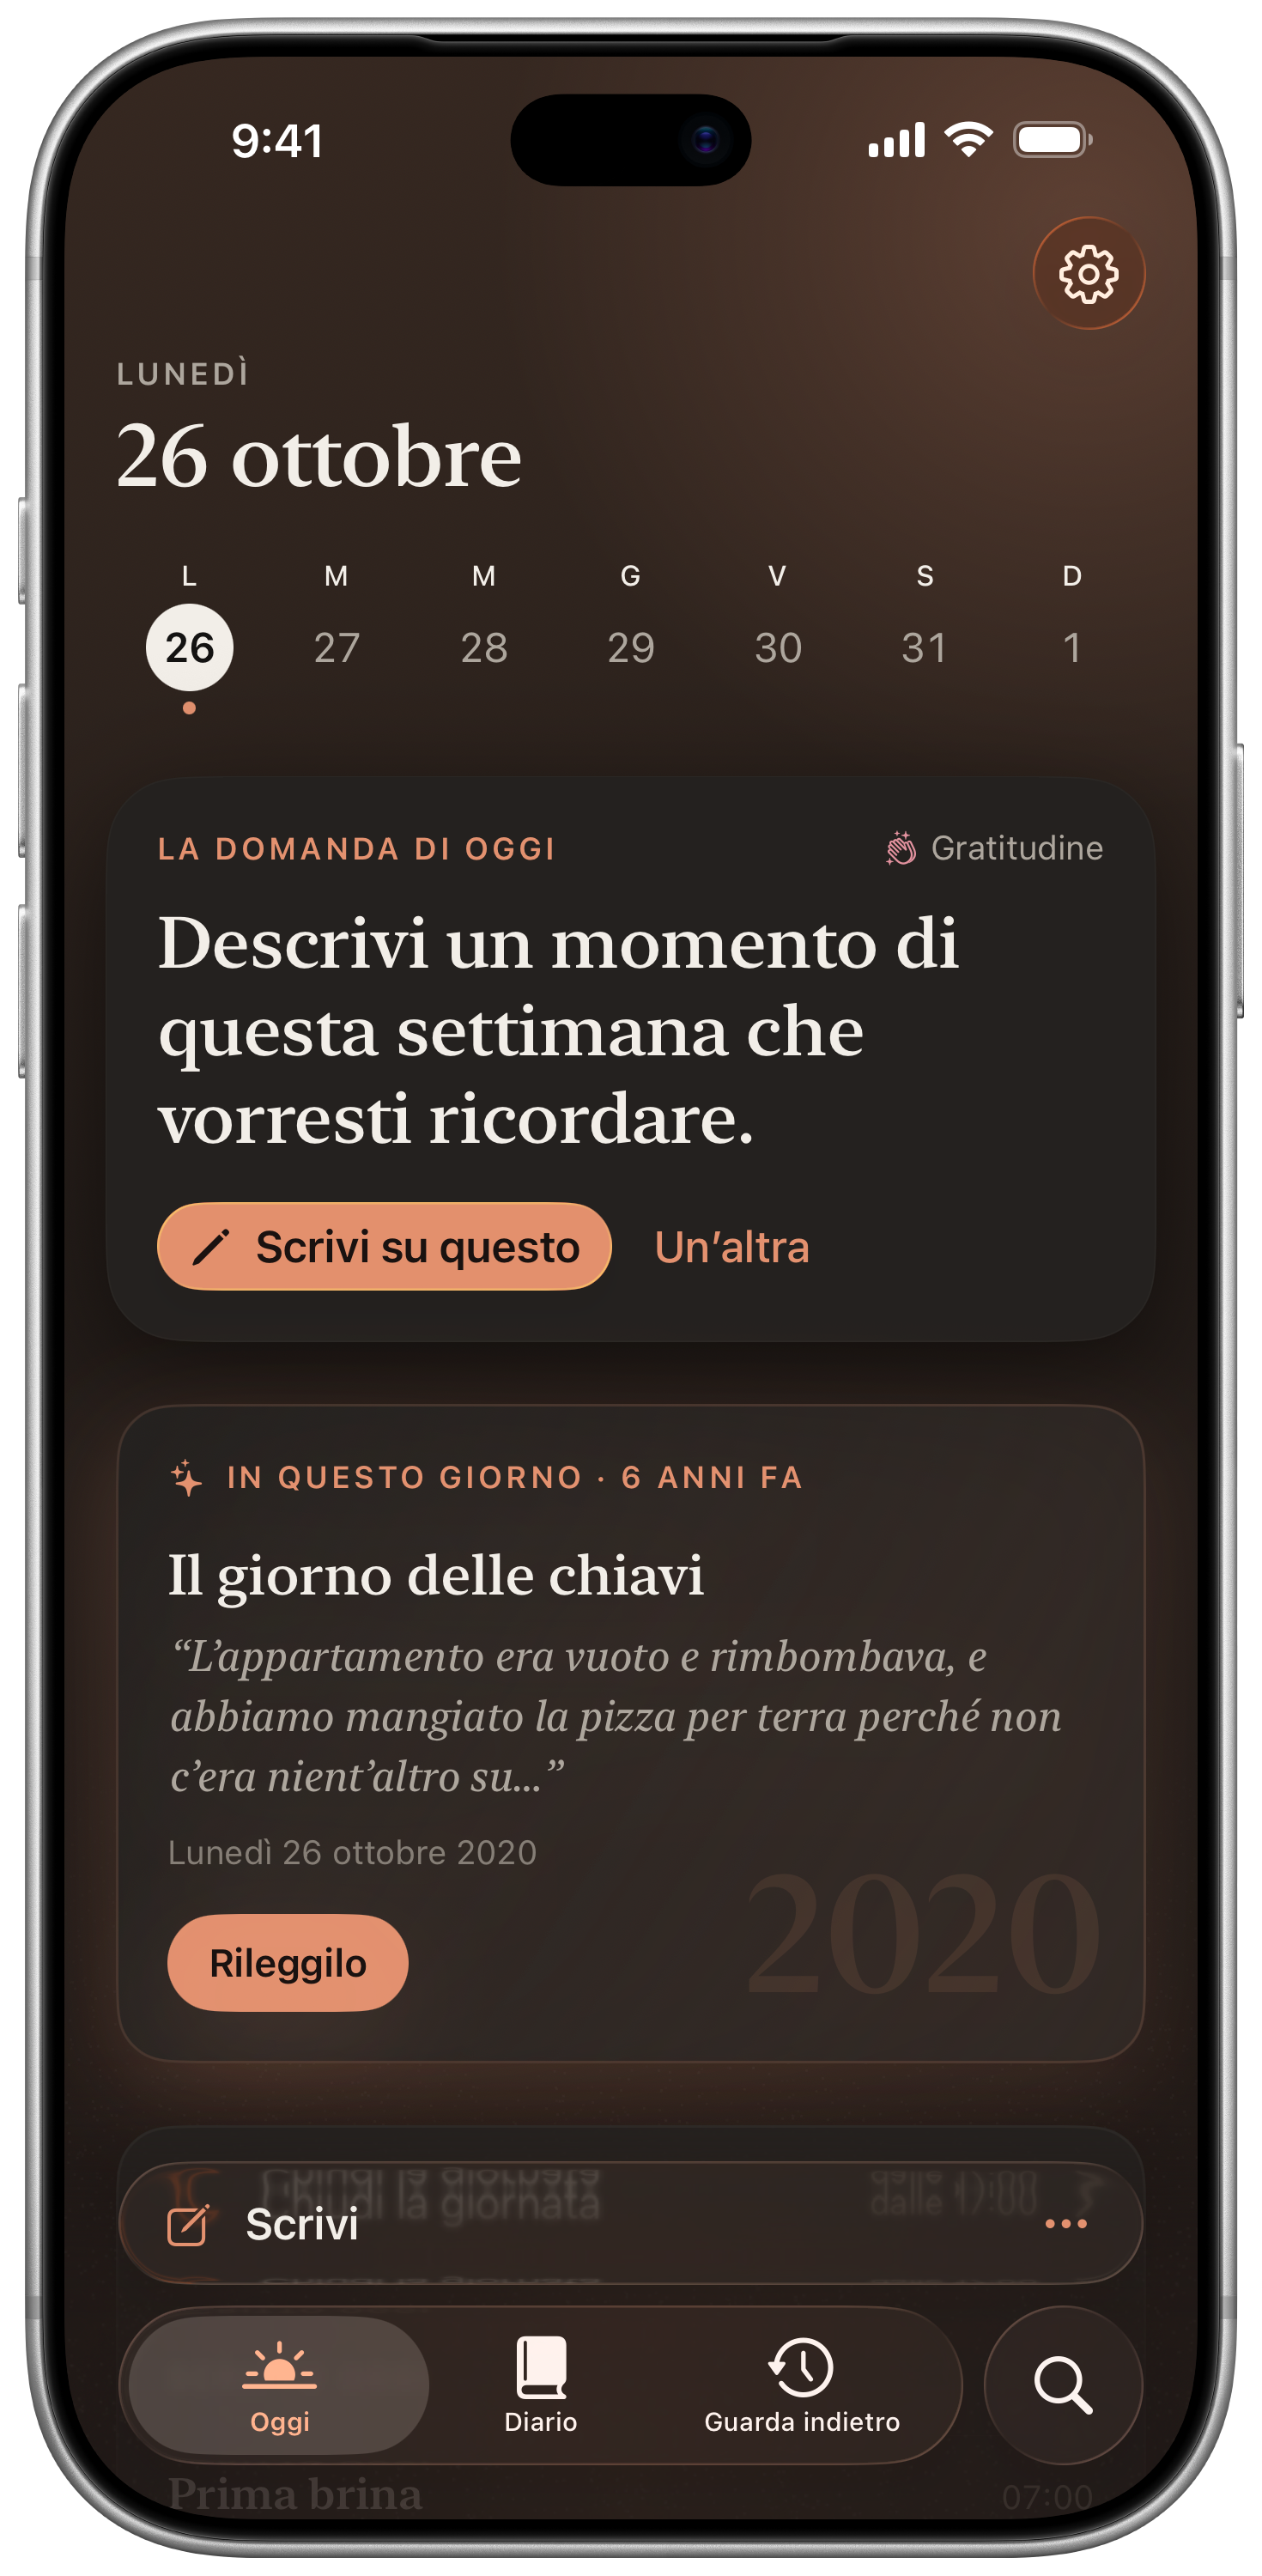 9:41
LUNEDÌ
26 ottobre
L M M G V S D
26 27 28 29 30 31 1
LA DOMANDA DI OGGI Gratitudine
Descrivi un momento di
questa settimana che
vorresti ricordare.
Scrivi su questo Un’altra
IN QUESTO GIORNO · 6 ANNI FA
Il giorno delle chiavi
“L’appartamento era vuoto e rimbombava, e
abbiamo mangiato la pizza per terra perché non
c’era nient’altro su...”
Lunedì 26 ottobre 2020
2020
Rileggilo
Chiudi la giornata dalle 17:00
Scrivi
Oggi Diario Guarda indietro
Prima brina 07:00